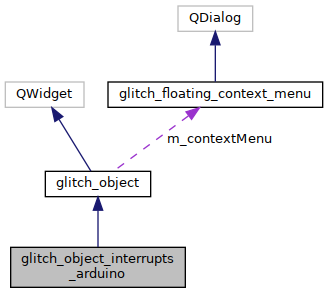 QDialog
QWidget
glitch_floating_context_menu
m_contextMenu
glitch_object
glitch_object_interrupts
_arduino